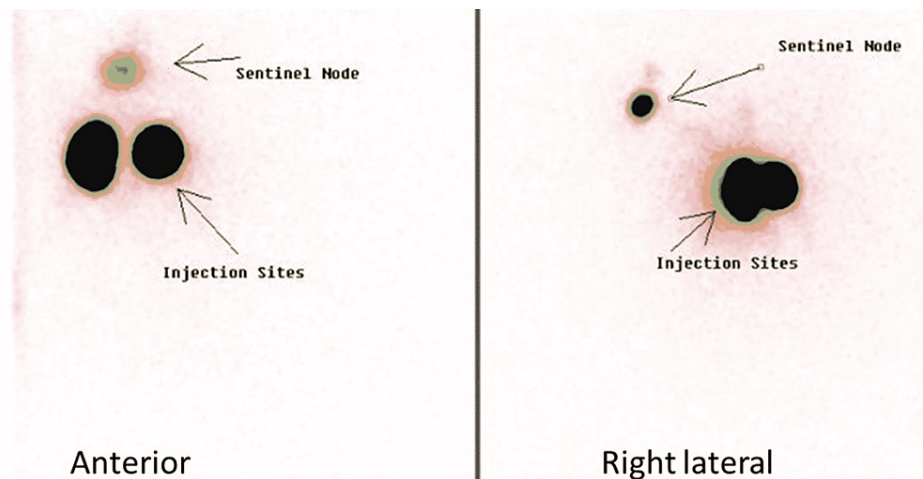 Sentinel Node
Injection Sites
Anterior
Sentinel Node
Injection Sites
Right lateral